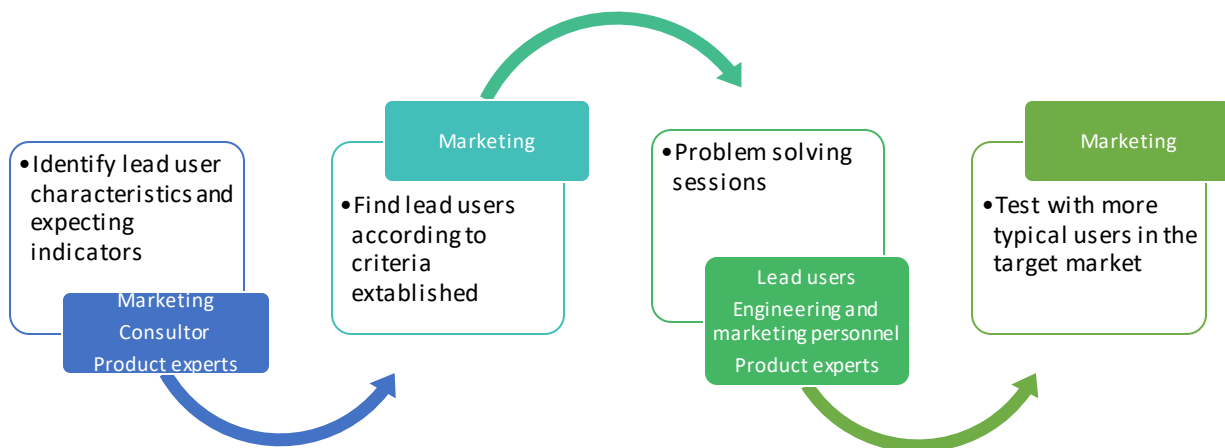 •Identify lead user
characteristics and
expecting
indicators
Marketing
Consultor
Product experts
Marketing
•Find lead users
according to
criteria
extablished
•Problem solving
sessions
Lead users
Engineering and
marketing personnel
Product experts
Marketing
•Test with more
typical users in the
target market